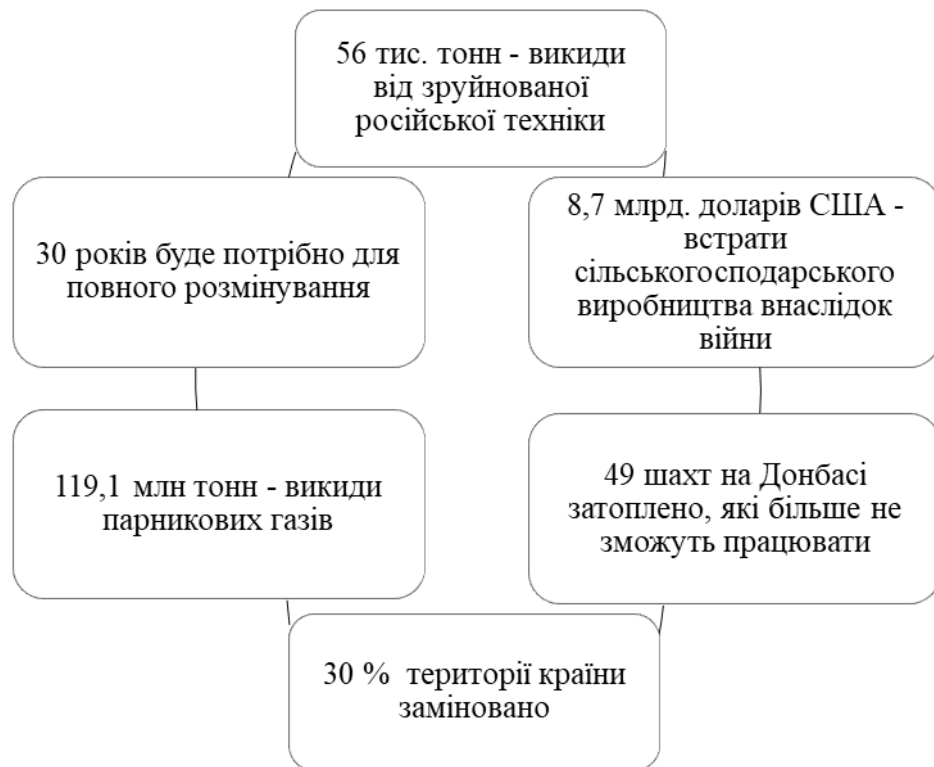 56 тис. тонн - викиди
від зруйнованої
російської техніки
30 років буде потрібно для
повного розмінування
8,7 млрд. доларів США -
встрати
сільськогосподарського
виробництва внаслідок
війни
119,1 млн тонн - викиди
парникових газів
49 шахт на Донбасі
затоплено, які більше не
зможуть працювати
30 % території країни
заміновано